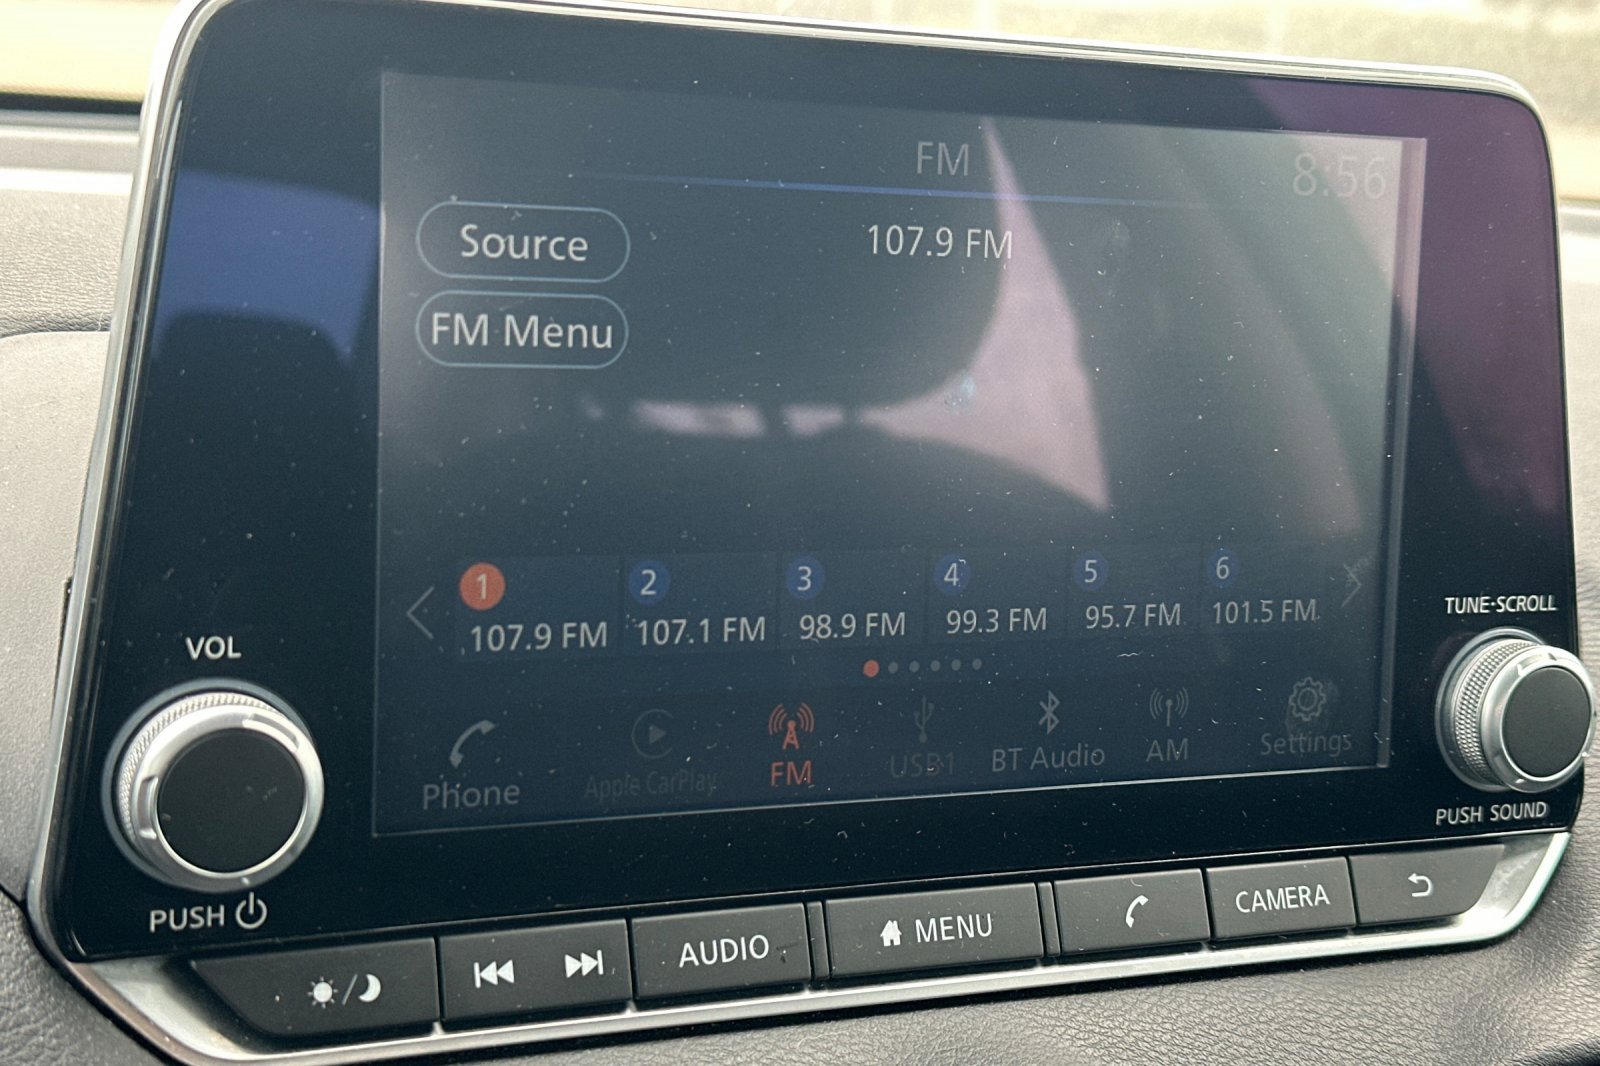 FM
8:56
Source
107.9 FM
FM Menu
1 2 3 4 5 6
107.9 FM 107.1 FM 98.9 FM 99.3 FM 95.7 FM 101.5 FM
TUNE·SCROLL
VOL
Phone Apple CarPlay FM USB1 BT Audio AM Settings
PUSH SOUND
PUSH
AUDIO MENU CAMERA